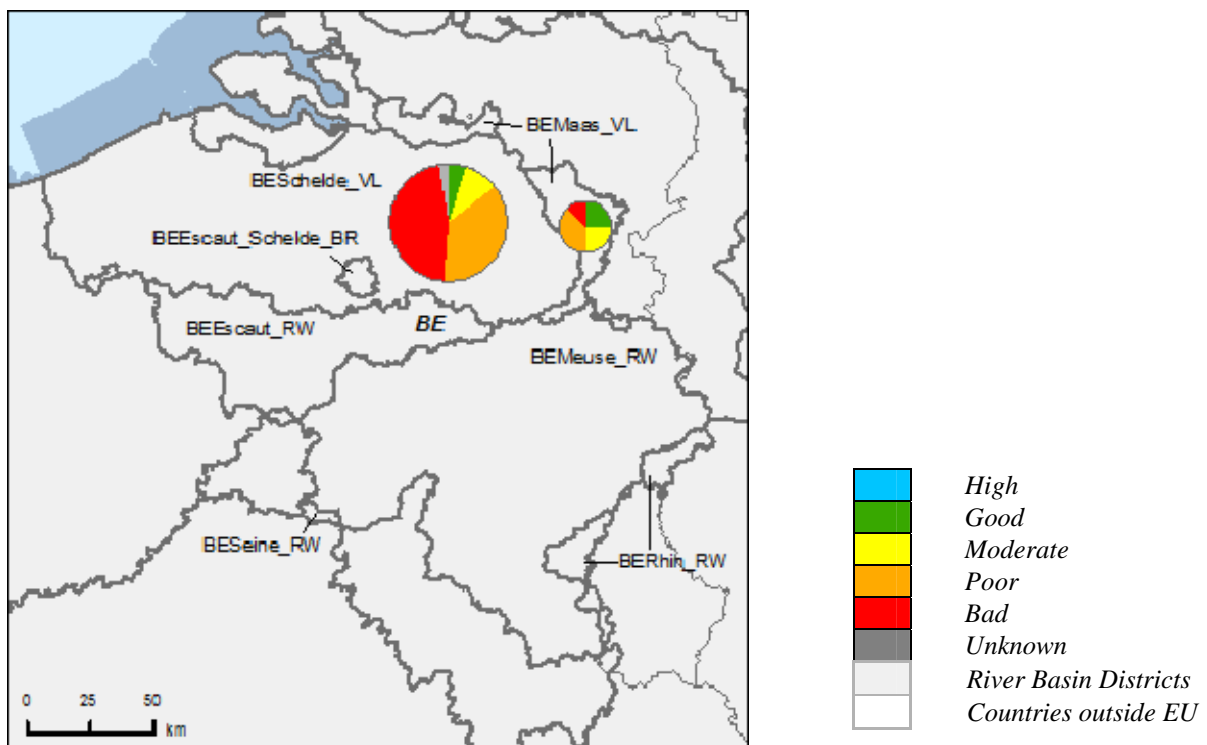 BEMaas_VL
BESchelde_VL
BEEscaut_Schelde_BR
BEEscaut_RW
BE
BEMeuse_RW
BESeine_RW
BERhin_RW
0 25 50
km
High
Good
Moderate
Poor
Bad
Unknown
River Basin Districts
Countries outside EU